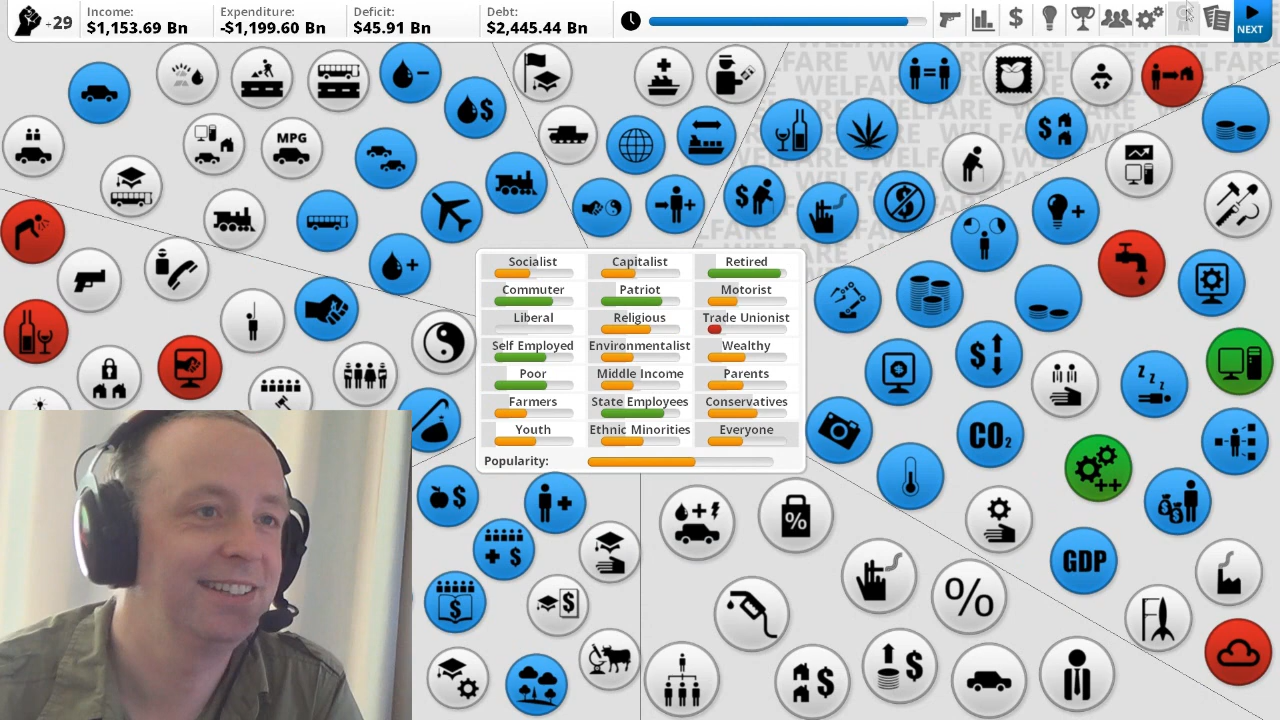 +29
Income:
$1,153.69 Bn
Expenditure:
-$1,199.60 Bn
Deficit:
$45.91 Bn
Debt:
$2,445.44 Bn
NEXT
WELFARE WELFARE WELFARE
MPG
Socialist
Capitalist
Retired
Commuter
Patriot
Motorist
Liberal
Religious
Trade Unionist
Self Employed
Environmentalist
Wealthy
Poor
Middle Income
Parents
Farmers
State Employees
Conservatives
Youth
Ethnic Minorities
Everyone
Popularity:
CO₂
GDP